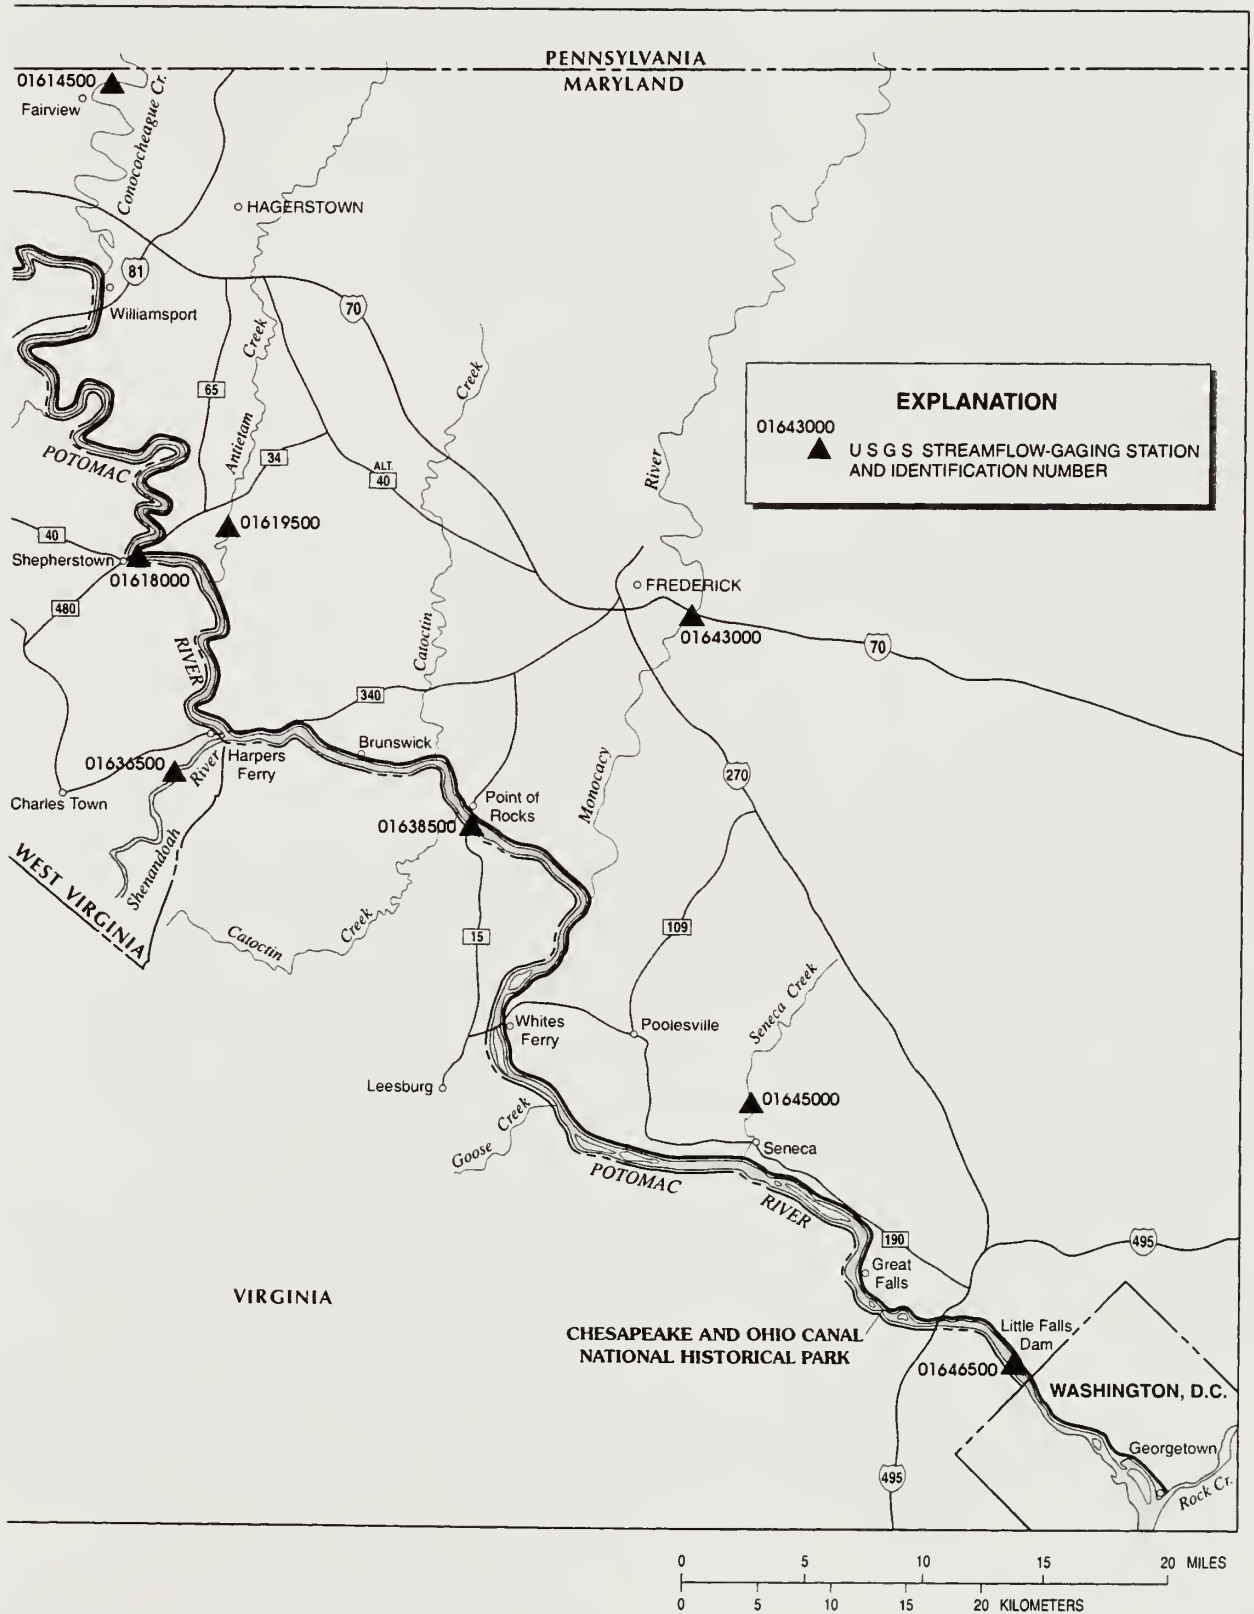 PENNSYLVANIA
MARYLAND
01614500
Fairview
Conococheague Cr.
HAGERSTOWN
81
Williamsport
70
Creek
Antietam
65
Creek
34
ALT.
40
POTOMAC
River
EXPLANATION
01643000
U S G S STREAMFLOW-GAGING STATION
AND IDENTIFICATION NUMBER
01619500
40
Shepherstown
01618000
480
FREDERICK
01643000
70
Catoctin
RIVER
340
Brunswick
01636500
River
Harpers
Ferry
Charles Town
Shenandoah
WEST VIRGINIA
Point of
Rocks
01638500
Monocacy
270
Catoctin
Creek
15
109
Seneca Creek
Whites
Ferry
Poolesville
Leesburg
01645000
Goose Creek
Seneca
POTOMAC
RIVER
190
495
Great
Falls
VIRGINIA
CHESAPEAKE AND OHIO CANAL
NATIONAL HISTORICAL PARK
Little Falls
Dam
01646500
WASHINGTON, D.C.
Georgetown
495
Rock Cr.
0 5 10 15 20 MILES
0 5 10 15 20 KILOMETERS